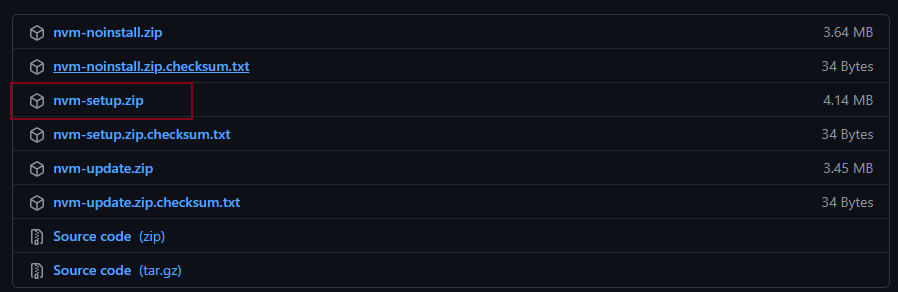 nvm-noinstall.zip 3.64 MB
nvm-noinstall.zip.checksum.txt 34 Bytes
nvm-setup.zip 4.14 MB
nvm-setup.zip.checksum.txt 34 Bytes
nvm-update.zip 3.45 MB
nvm-update.zip.checksum.txt 34 Bytes
Source code (zip)
Source code (tar.gz)